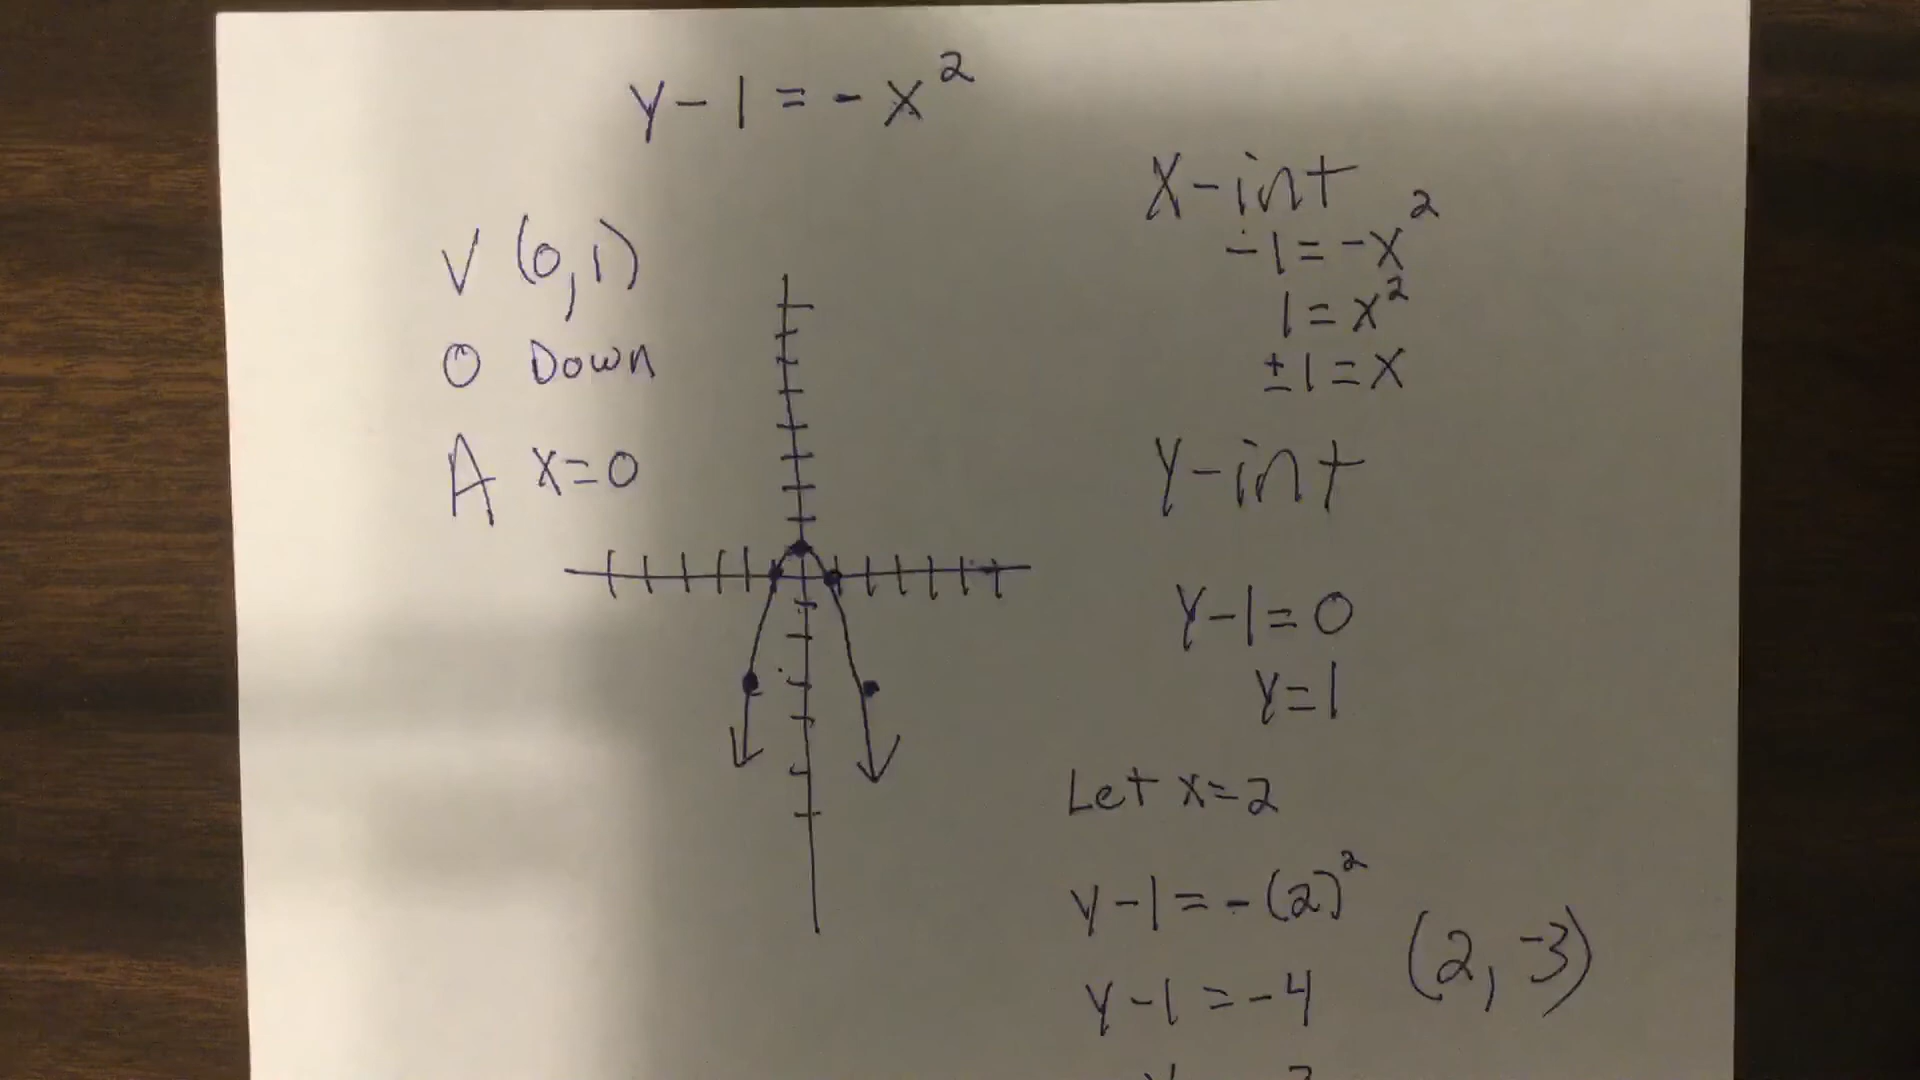 y-1=-x²
V (0,1)
O Down
A x=0
X-int
-1=-x²
1=x²
±1=x
Y-int
Y-1=0
Y=1
Let x=2
y-1=-(2)²
y-1=-4
(2,-3)